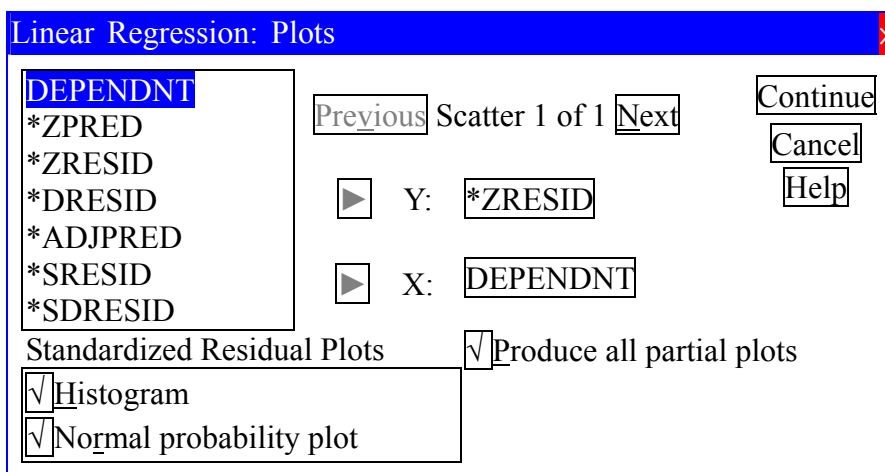 Linear Regression: Plots
DEPENDNT
*ZPRED
*ZRESID
*DRESID
*ADJPRED
*SRESID
*SDRESID
Previous Scatter 1 of 1 Next
Y: *ZRESID
X: DEPENDNT
Continue
Cancel
Help
Standardized Residual Plots
√ Produce all partial plots
√ Histogram
√ Normal probability plot